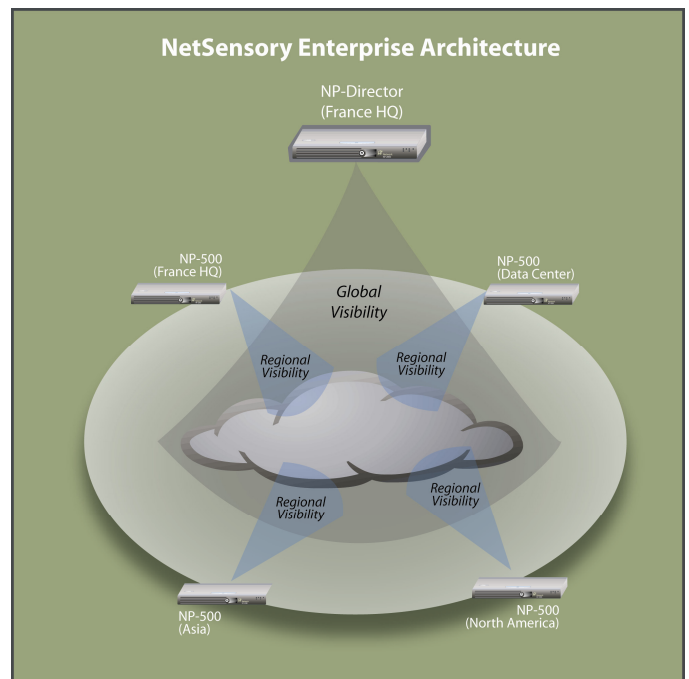 NetSensory Enterprise Architecture
NP-Director
(France HQ)
NP-500
(France HQ)
NP-500
(Data Center)
Global
Visibility
Regional
Visibility
Regional
Visibility
Regional
Visibility
Regional
Visibility
NP-500
(Asia)
NP-500
(North America)